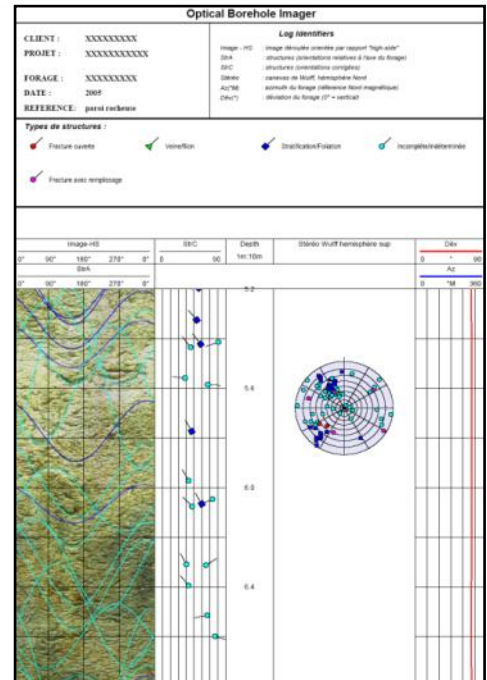 Optical Borehole Imager
CLIENT : XXXXXXXXX
PROJET : XXXXXXXXXXX
FORAGE : XXXXXXXXX
DATE : 2005
REFERENCE: paroi rocheuse
Log Identifiers
Image - HS : image déroulée orientée par rapport "high side"
StrA : structures (orientations relatives à l'axe du forage)
StrC : structures (orientations corrigées)
Stéréo : canevas de Wulff, hémisphère Nord
Az(°M) : azimuth du forage (référence Nord magnétique)
Dév(°) : déviation du forage (0° = vertical)
Types de structures :
Fracture ouverte
Veine/filon
Stratification/Foliation
Incomplète/indéterminée
Fracture avec remplissage
Image-HS StrC Depth Stéréo Wulff hemisphère sup Dév
0° 90° 180° 270° 0° 0 90 1m:10m 0 ° 90
StrA Az
0° 90° 180° 270° 0° 0 °M 360
5.2
5.6
6.0
6.4